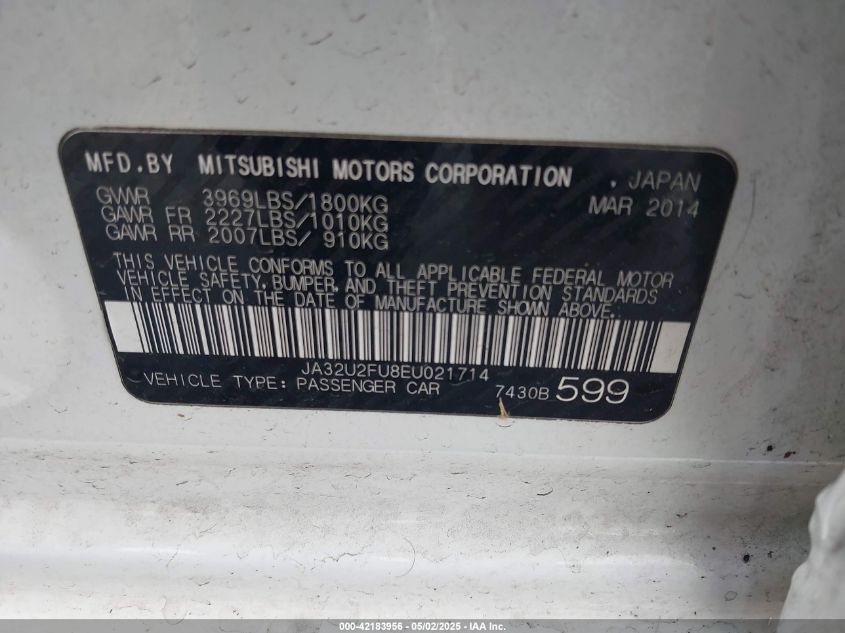 MFD.BY MITSUBISHI MOTORS CORPORATION . JAPAN
GVWR 3969LBS/1800KG MAR 2014
GAWR FR 2227LBS/1010KG
GAWR RR 2007LBS/ 910KG
THIS VEHICLE CONFORMS TO ALL APPLICABLE FEDERAL MOTOR
VEHICLE SAFETY, BUMPER, AND THEFT PREVENTION STANDARDS
IN EFFECT ON THE DATE OF MANUFACTURE SHOWN ABOVE.
JA32U2FU8EU021714
VEHICLE TYPE: PASSENGER CAR 7430B 599
000-42183956 - 05/02/2025 - IAA Inc.